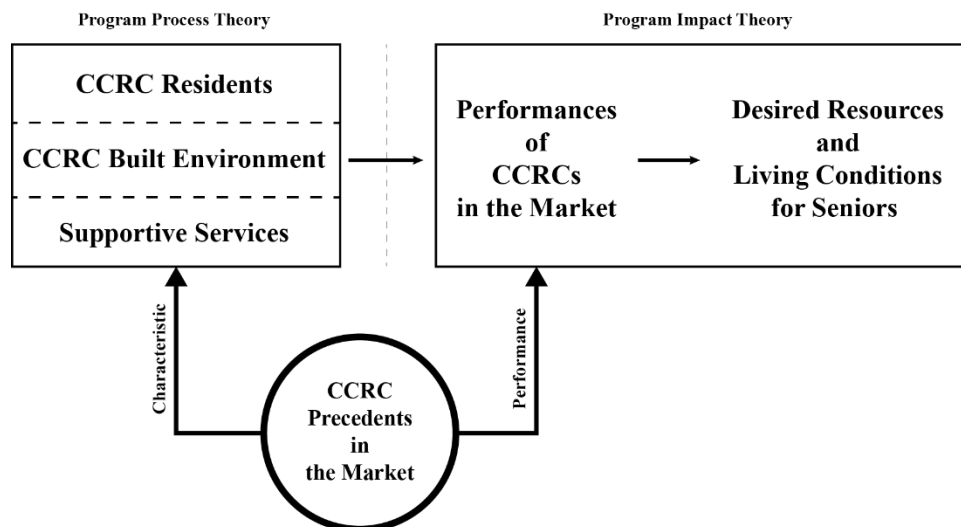 Program Process Theory
Program Impact Theory
CCRC Residents
CCRC Built Environment
Supportive Services
Performances
of
CCRCs
in the Market
Desired Resources
and
Living Conditions
for Seniors
Characteristic
Performance
CCRC
Precedents
in
the Market